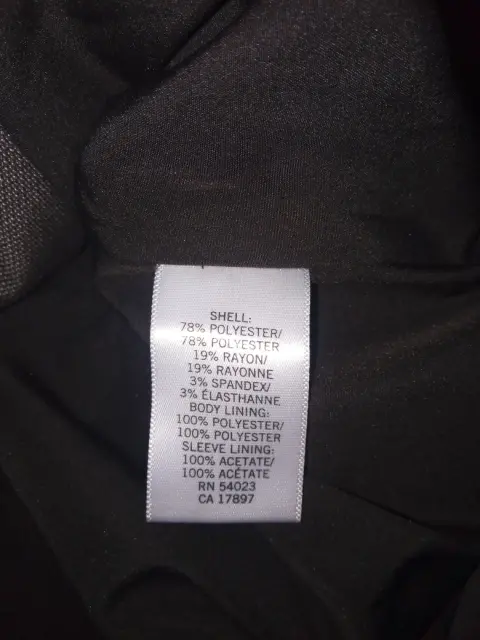 SHELL:
78% POLYESTER/
78% POLYESTER
19% RAYON/
19% RAYONNE
3% SPANDEX/
3% ÉLASTHANNE
BODY LINING:
100% POLYESTER/
100% POLYESTER
SLEEVE LINING:
100% ACETATE/
100% ACÉTATE
RN 54023
CA 17897